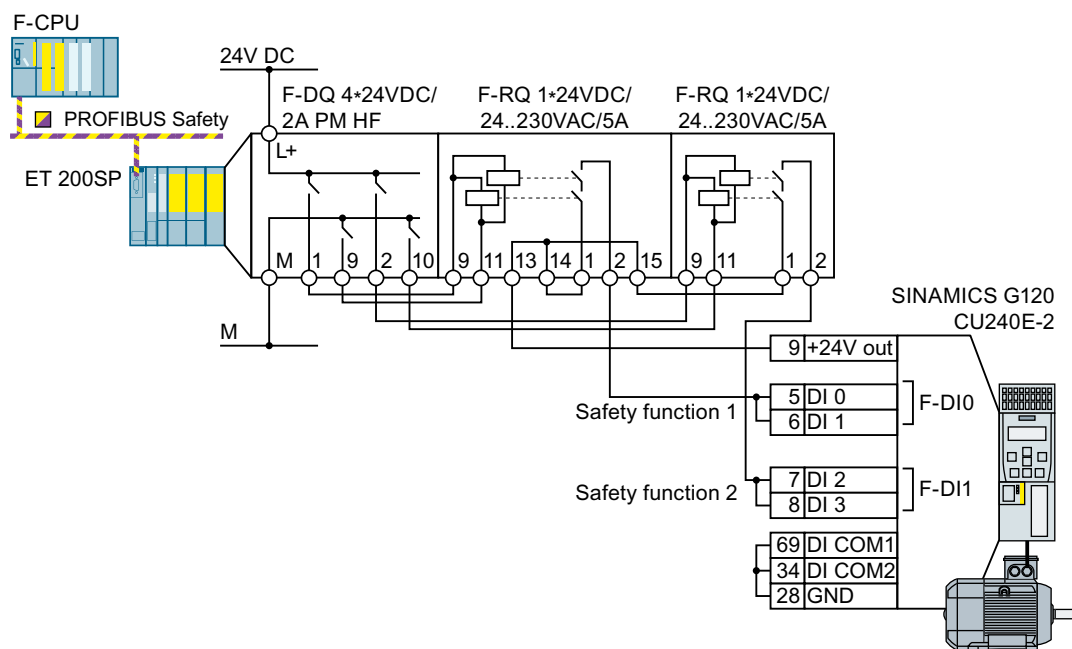 F-CPU
24V DC
PROFIBUS Safety
ET 200SP
F-DQ 4*24VDC/
2A PM HF
F-RQ 1*24VDC/
24..230VAC/5A
F-RQ 1*24VDC/
24..230VAC/5A
L+
M 1 9 2 10 9 11 13 14 1 2 15 9 11 1 2
M
SINAMICS G120
CU240E-2
9 +24V out
Safety function 1
5 DI 0
6 DI 1
F-DI0
Safety function 2
7 DI 2
8 DI 3
F-DI1
69 DI COM1
34 DI COM2
28 GND